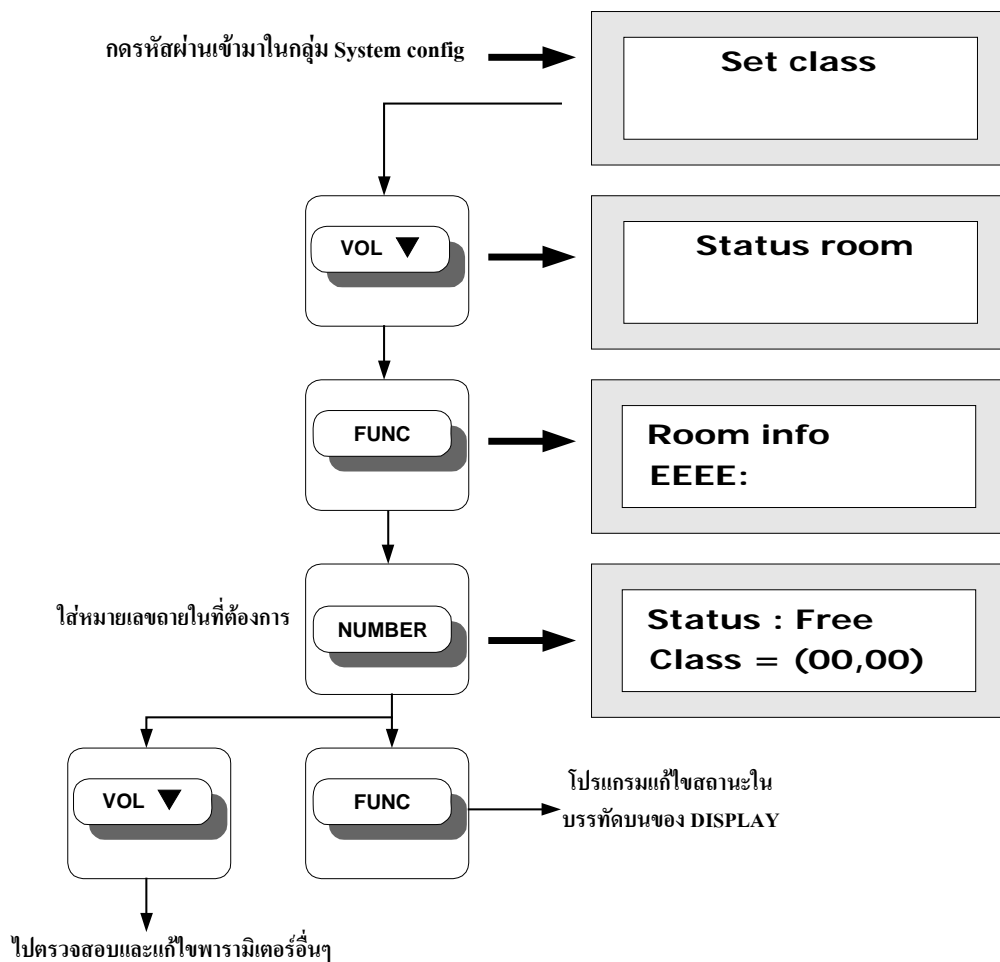 กดรหัสผ่านเข้ามาในกลุ่ม System config
Set class
VOL ▼
Status room
FUNC
Room info
EEEE:
ใส่หมายเลขภายในที่ต้องการ
NUMBER
Status : Free
Class = (00,00)
VOL ▼
FUNC
โปรแกรมแก้ไขสถานะใน
บรรทัดบนของ DISPLAY
ไปตรวจสอบและแก้ไขพารามิเตอร์อื่นๆ